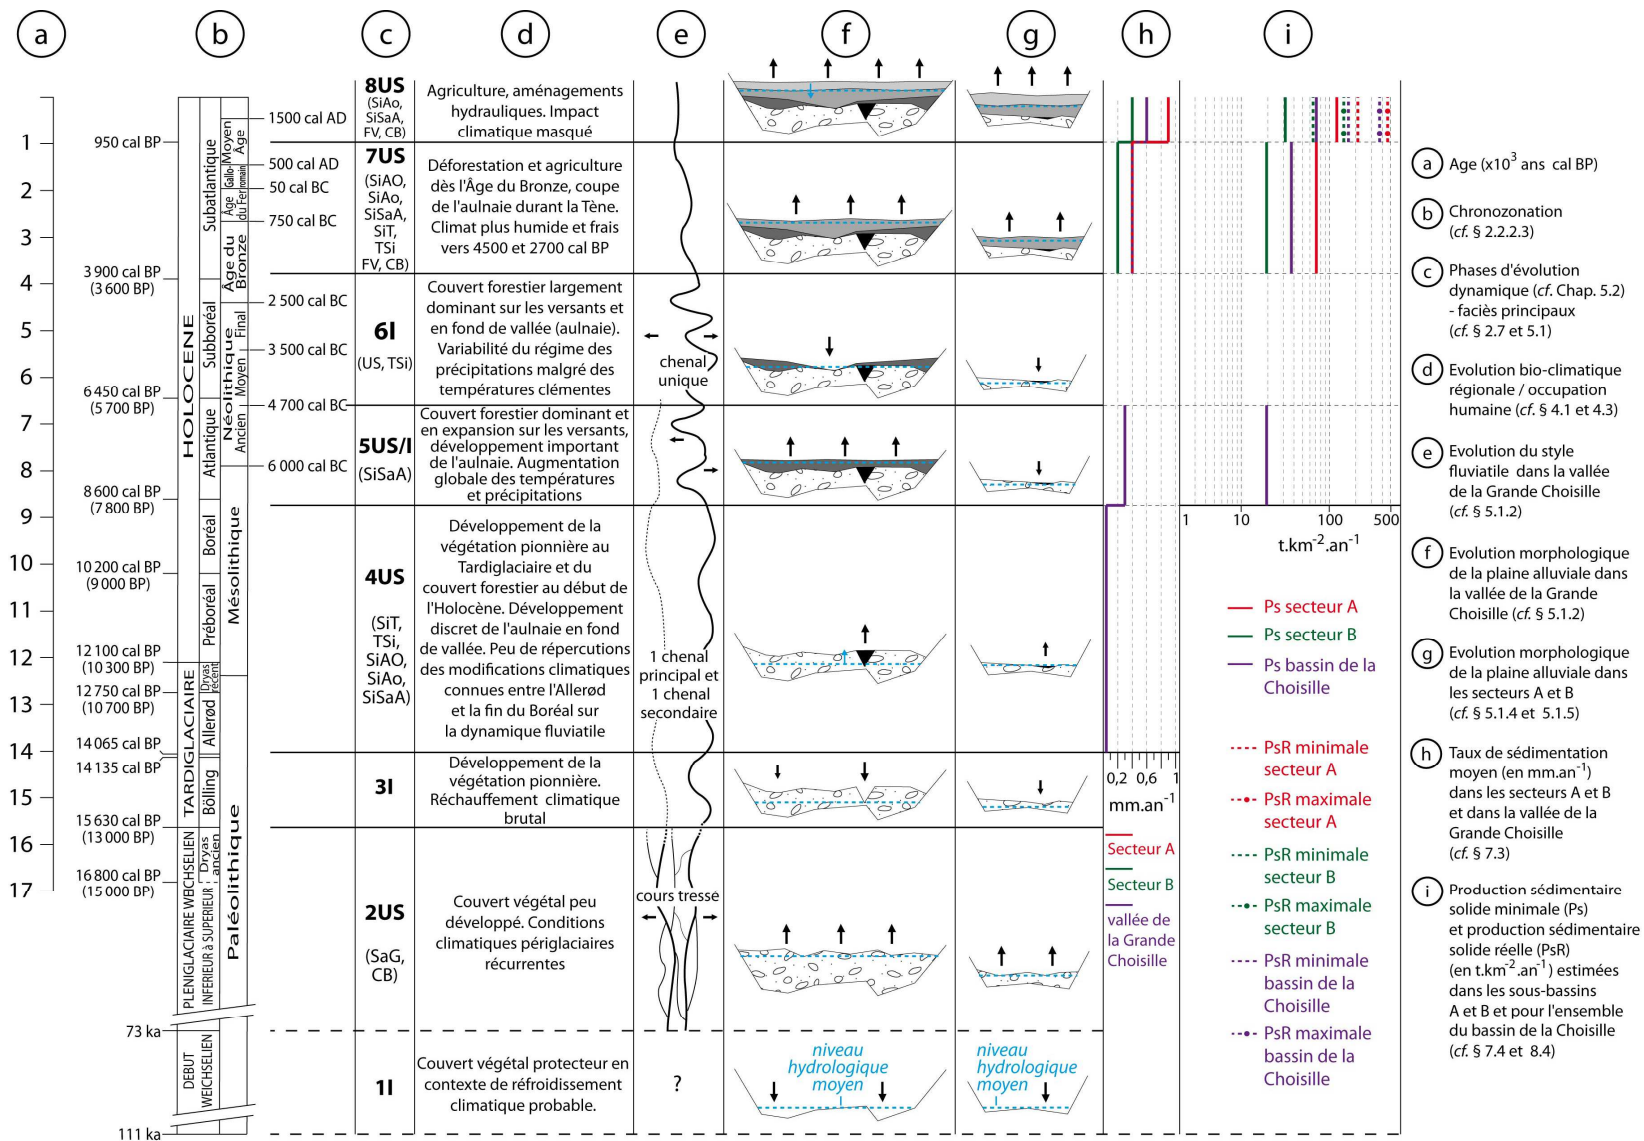 a
b
c
d
e
f
g
h
i
1
2
3
4
5
6
7
8
9
10
11
12
13
14
15
16
17
950 cal BP
3 900 cal BP
(3 600 BP)
6 450 cal BP
(5 700 BP)
8 600 cal BP
(7 800 BP)
10 200 cal BP
(9 000 BP)
12 100 cal BP
(10 300 BP)
12 750 cal BP
(10 700 BP)
14 065 cal BP
14 135 cal BP
15 630 cal BP
(13 000 BP)
16 800 cal BP
(15 000 BP)
73 ka
111 ka
HOLOCENE
TARDIGLACIAIRE
PLENIGLACIAIRE WEICHSELIEN
INFERIEUR à SUPERIEUR
DEBUT
WEICHSELIEN
Subatlantique
Subboréal
Atlantique
Boréal
Préboréal
Dryas
récent
Allerød
Bölling
Dryas
ancien
Moyen
Âge
Gallo-
romain
Âge
du Fer
Âge du
Bronze
Néolithique
Final
Moyen
Ancien
Mésolithique
Paléolithique
1500 cal AD
500 cal AD
50 cal BC
750 cal BC
2 500 cal BC
3 500 cal BC
4 700 cal BC
6 000 cal BC
8US
(SiAo,
SiSaA,
FV, CB)
7US
(SiAO,
SiAo,
SiSaA,
SiT,
TSi
FV, CB)
6I
(US, TSi)
5US/I
(SiSaA)
4US
(SiT,
TSi,
SiAO,
SiAo,
SiSaA)
3I
2US
(SaG,
CB)
1I
Agriculture, aménagements
hydrauliques. Impact
climatique masqué
Déforestation et agriculture
dès l'Âge du Bronze, coupe
de l'aulnaie durant la Tène.
Climat plus humide et frais
vers 4500 et 2700 cal BP
Couvert forestier largement
dominant sur les versants et
en fond de vallée (aulnaie).
Variabilité du régime des
précipitations malgré des
températures clémentes
Couvert forestier dominant et
en expansion sur les versants,
développement important
de l'aulnaie. Augmentation
globale des températures
et précipitations
Développement de la
végétation pionnière au
Tardiglaciaire et du
couvert forestier au début de
l'Holocène. Développement
discret de l'aulnaie en fond
de vallée. Peu de répercutions
des modifications climatiques
connues entre l'Allerød
et la fin du Boréal sur
la dynamique fluviatile
Développement de la
végétation pionnière.
Réchauffement climatique
brutal
Couvert végétal peu
développé. Conditions
climatiques périglaciaires
récurrentes
Couvert végétal protecteur en
contexte de réfroidissement
climatique probable.
chenal
unique
1 chenal
principal et
1 chenal
secondaire
cours tressé
?
niveau
hydrologique
moyen
niveau
hydrologique
moyen
0,2 0,6 1
mm.an-1
Secteur A
Secteur B
vallée de
la Grande
Choisille
1 10 100 500
t.km-2.an-1
Ps secteur A
Ps secteur B
Ps bassin de la
Choisille
PsR minimale
secteur A
PsR maximale
secteur A
PsR minimale
secteur B
PsR maximale
secteur B
PsR minimale
bassin de la
Choisille
PsR maximale
bassin de la
Choisille
a Age (x10³ ans cal BP)
b Chronozonation
(cf. § 2.2.2.3)
c Phases d'évolution
dynamique (cf. Chap. 5.2)
- faciès principaux
(cf. § 2.7 et 5.1)
d Evolution bio-climatique
régionale / occupation
humaine (cf. § 4.1 et 4.3)
e Evolution du style
fluviatile dans la vallée
de la Grande Choisille
(cf. § 5.1.2)
f Evolution morphologique
de la plaine alluviale dans
la vallée de la Grande
Choisille (cf. § 5.1.2)
g Evolution morphologique
de la plaine alluviale dans
les secteurs A et B
(cf. § 5.1.4 et 5.1.5)
h Taux de sédimentation
moyen (en mm.an-1)
dans les secteurs A et B
et dans la vallée de la
Grande Choisille
(cf. § 7.3)
i Production sédimentaire
solide minimale (Ps)
et production sédimentaire
solide réelle (PsR)
(en t.km-2.an-1) estimées
dans les sous-bassins
A et B et pour l'ensemble
du bassin de la Choisille
(cf. § 7.4 et 8.4)